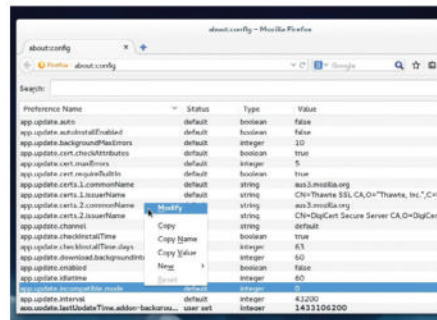 about:config - Mozilla Firefox
about:config × +
Firefox about:config Google
Search:
Preference Name Status Type Value
app.update.auto default boolean false
app.update.autoInstallEnabled default boolean false
app.update.backgroundMaxErrors default integer 10
app.update.cert.checkAttributes default boolean true
app.update.cert.maxErrors default integer 5
app.update.cert.requireBuiltIn default boolean true
app.update.certs.1.commonName default string aus3.mozilla.org
app.update.certs.1.issuerName default string CN=Thawte SSL CA,O="Thawte, Inc.",C=
app.update.certs.2.commonName string aus3.mozilla.org
app.update.certs.2.issuerName string CN=DigiCert Secure Server CA,O=DigiCert
app.update.channel string default
app.update.checkInstallTime boolean true
app.update.checkInstallTime.days integer 63
app.update.download.backgroundInte integer 60
app.update.enabled boolean false
app.update.idletime integer 60
app.update.incompatible.mode default integer 0
app.update.interval default integer 43200
app.update.lastUpdateTime.addon-backgrou... user set integer 1433106200
Modify
Copy
Copy Name
Copy Value
New
Reset